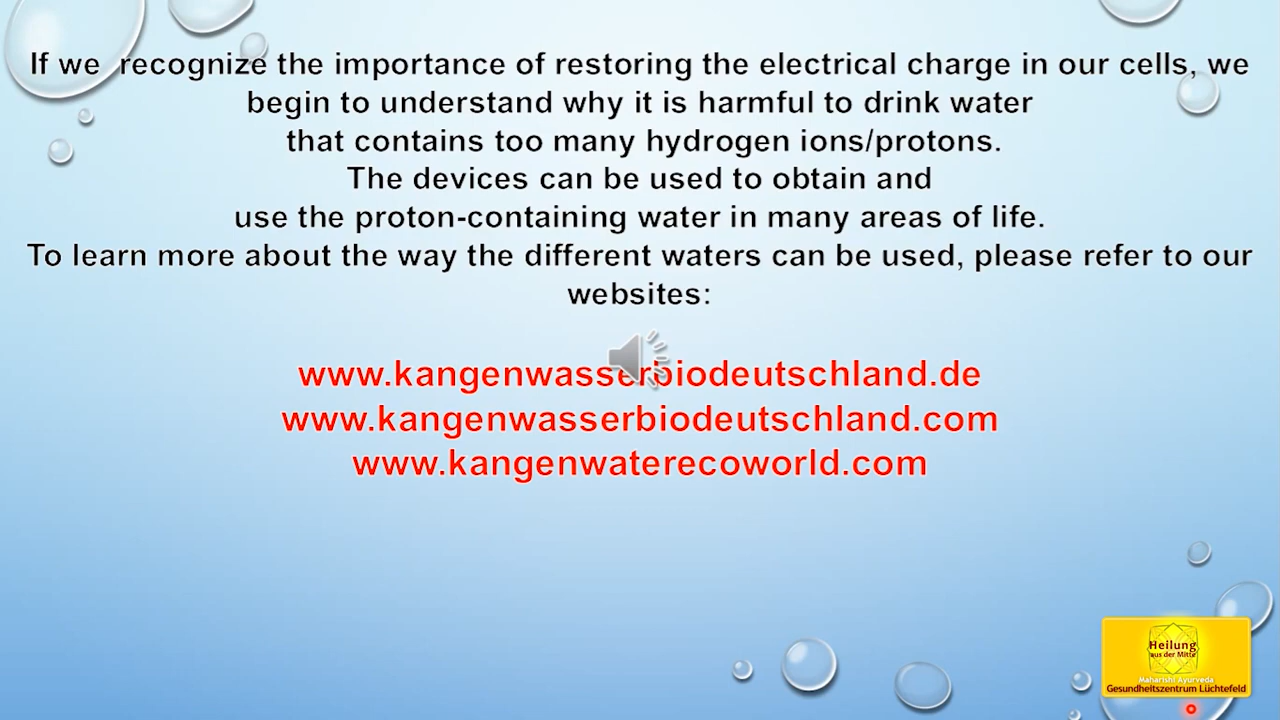 If we  recognize the importance of restoring the electrical charge in our cells, we
begin to understand why it is harmful to drink water
that contains too many hydrogen ions/protons.
The devices can be used to obtain and
use the proton-containing water in many areas of life.
To learn more about the way the different waters can be used, please refer to our
websites:
www.kangenwasserbiodeutschland.de
www.kangenwasserbiodeutschland.com
www.kangenwaterecoworld.com
Heilung
aus der Mitte
Maharishi Ayurveda
Gesundheitszentrum Lüchtefeld